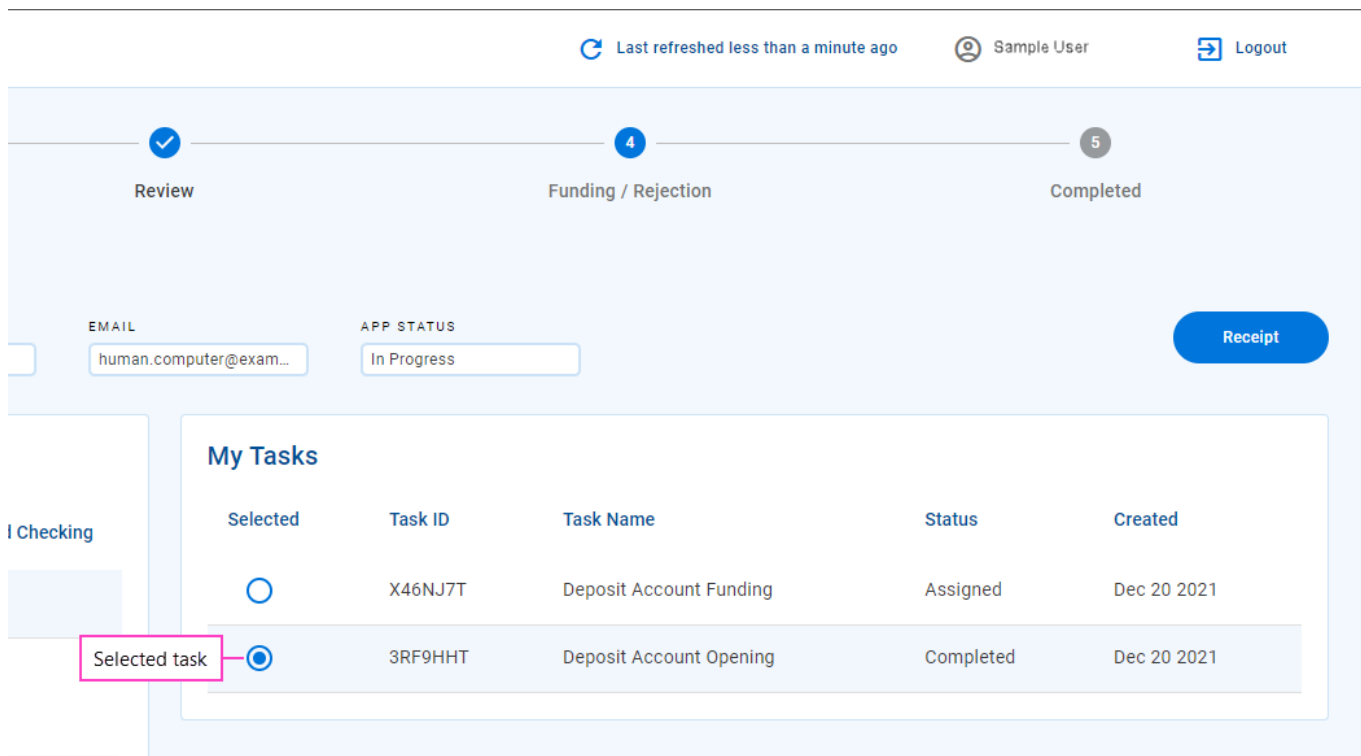 Last refreshed less than a minute ago Sample User Logout
4 5
Review Funding / Rejection Completed
EMAIL APP STATUS
human.computer@exam... In Progress Receipt
My Tasks
Selected Task ID Task Name Status Created
d Checking
X46NJ7T Deposit Account Funding Assigned Dec 20 2021
Selected task 3RF9HHT Deposit Account Opening Completed Dec 20 2021